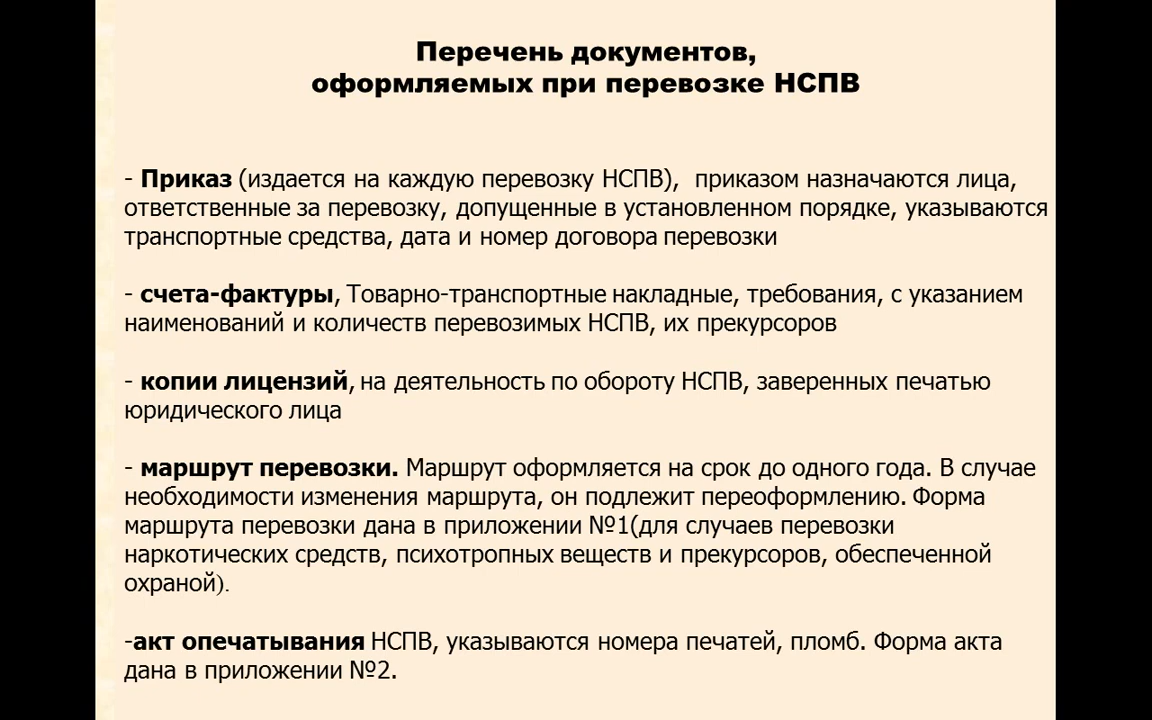 Перечень документов,
оформляемых при перевозке НСПВ
- Приказ (издается на каждую перевозку НСПВ), приказом назначаются лица,
ответственные за перевозку, допущенные в установленном порядке, указываются
транспортные средства, дата и номер договора перевозки
- счета-фактуры, Товарно-транспортные накладные, требования, с указанием
наименований и количеств перевозимых НСПВ, их прекурсоров
- копии лицензий, на деятельность по обороту НСПВ, заверенных печатью
юридического лица
- маршрут перевозки. Маршрут оформляется на срок до одного года. В случае
необходимости изменения маршрута, он подлежит переоформлению. Форма
маршрута перевозки дана в приложении №1(для случаев перевозки
наркотических средств, психотропных веществ и прекурсоров, обеспеченной
охраной).
-акт опечатывания НСПВ, указываются номера печатей, пломб. Форма акта
дана в приложении №2.